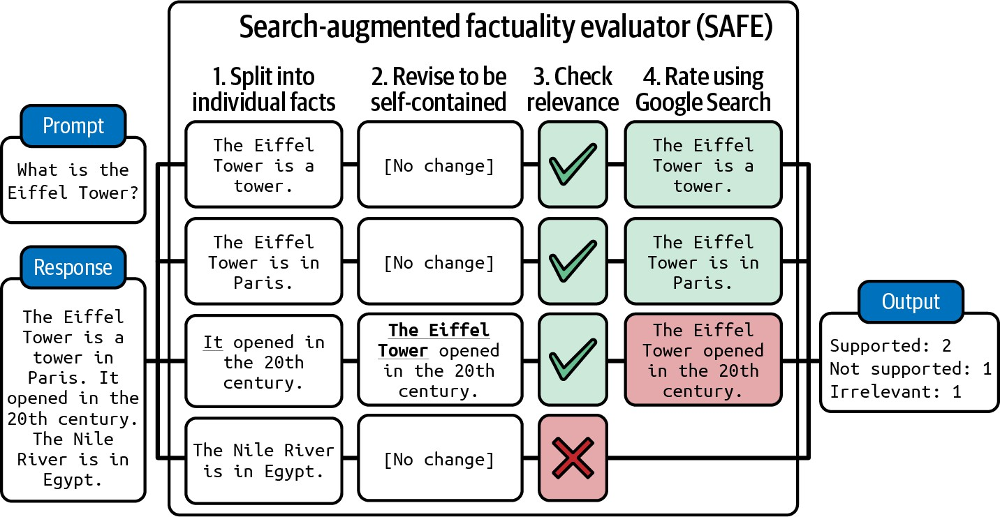 Search-augmented factuality evaluator (SAFE)
1. Split into
individual facts
2. Revise to be
self-contained
3. Check
relevance
4. Rate using
Google Search
Prompt
What is the
Eiffel Tower?
Response
The Eiffel
Tower is a
tower in
Paris. It
opened in the
20th century.
The Nile
River is in
Egypt.
The Eiffel
Tower is a
tower.
[No change]
The Eiffel
Tower is a
tower.
The Eiffel
Tower is in
Paris.
[No change]
The Eiffel
Tower is in
Paris.
It opened in
the 20th
century.
The Eiffel
Tower opened
in the 20th
century.
The Eiffel
Tower opened
in the 20th
century.
The Nile River
is in Egypt.
[No change]
Output
Supported: 2
Not supported: 1
Irrelevant: 1